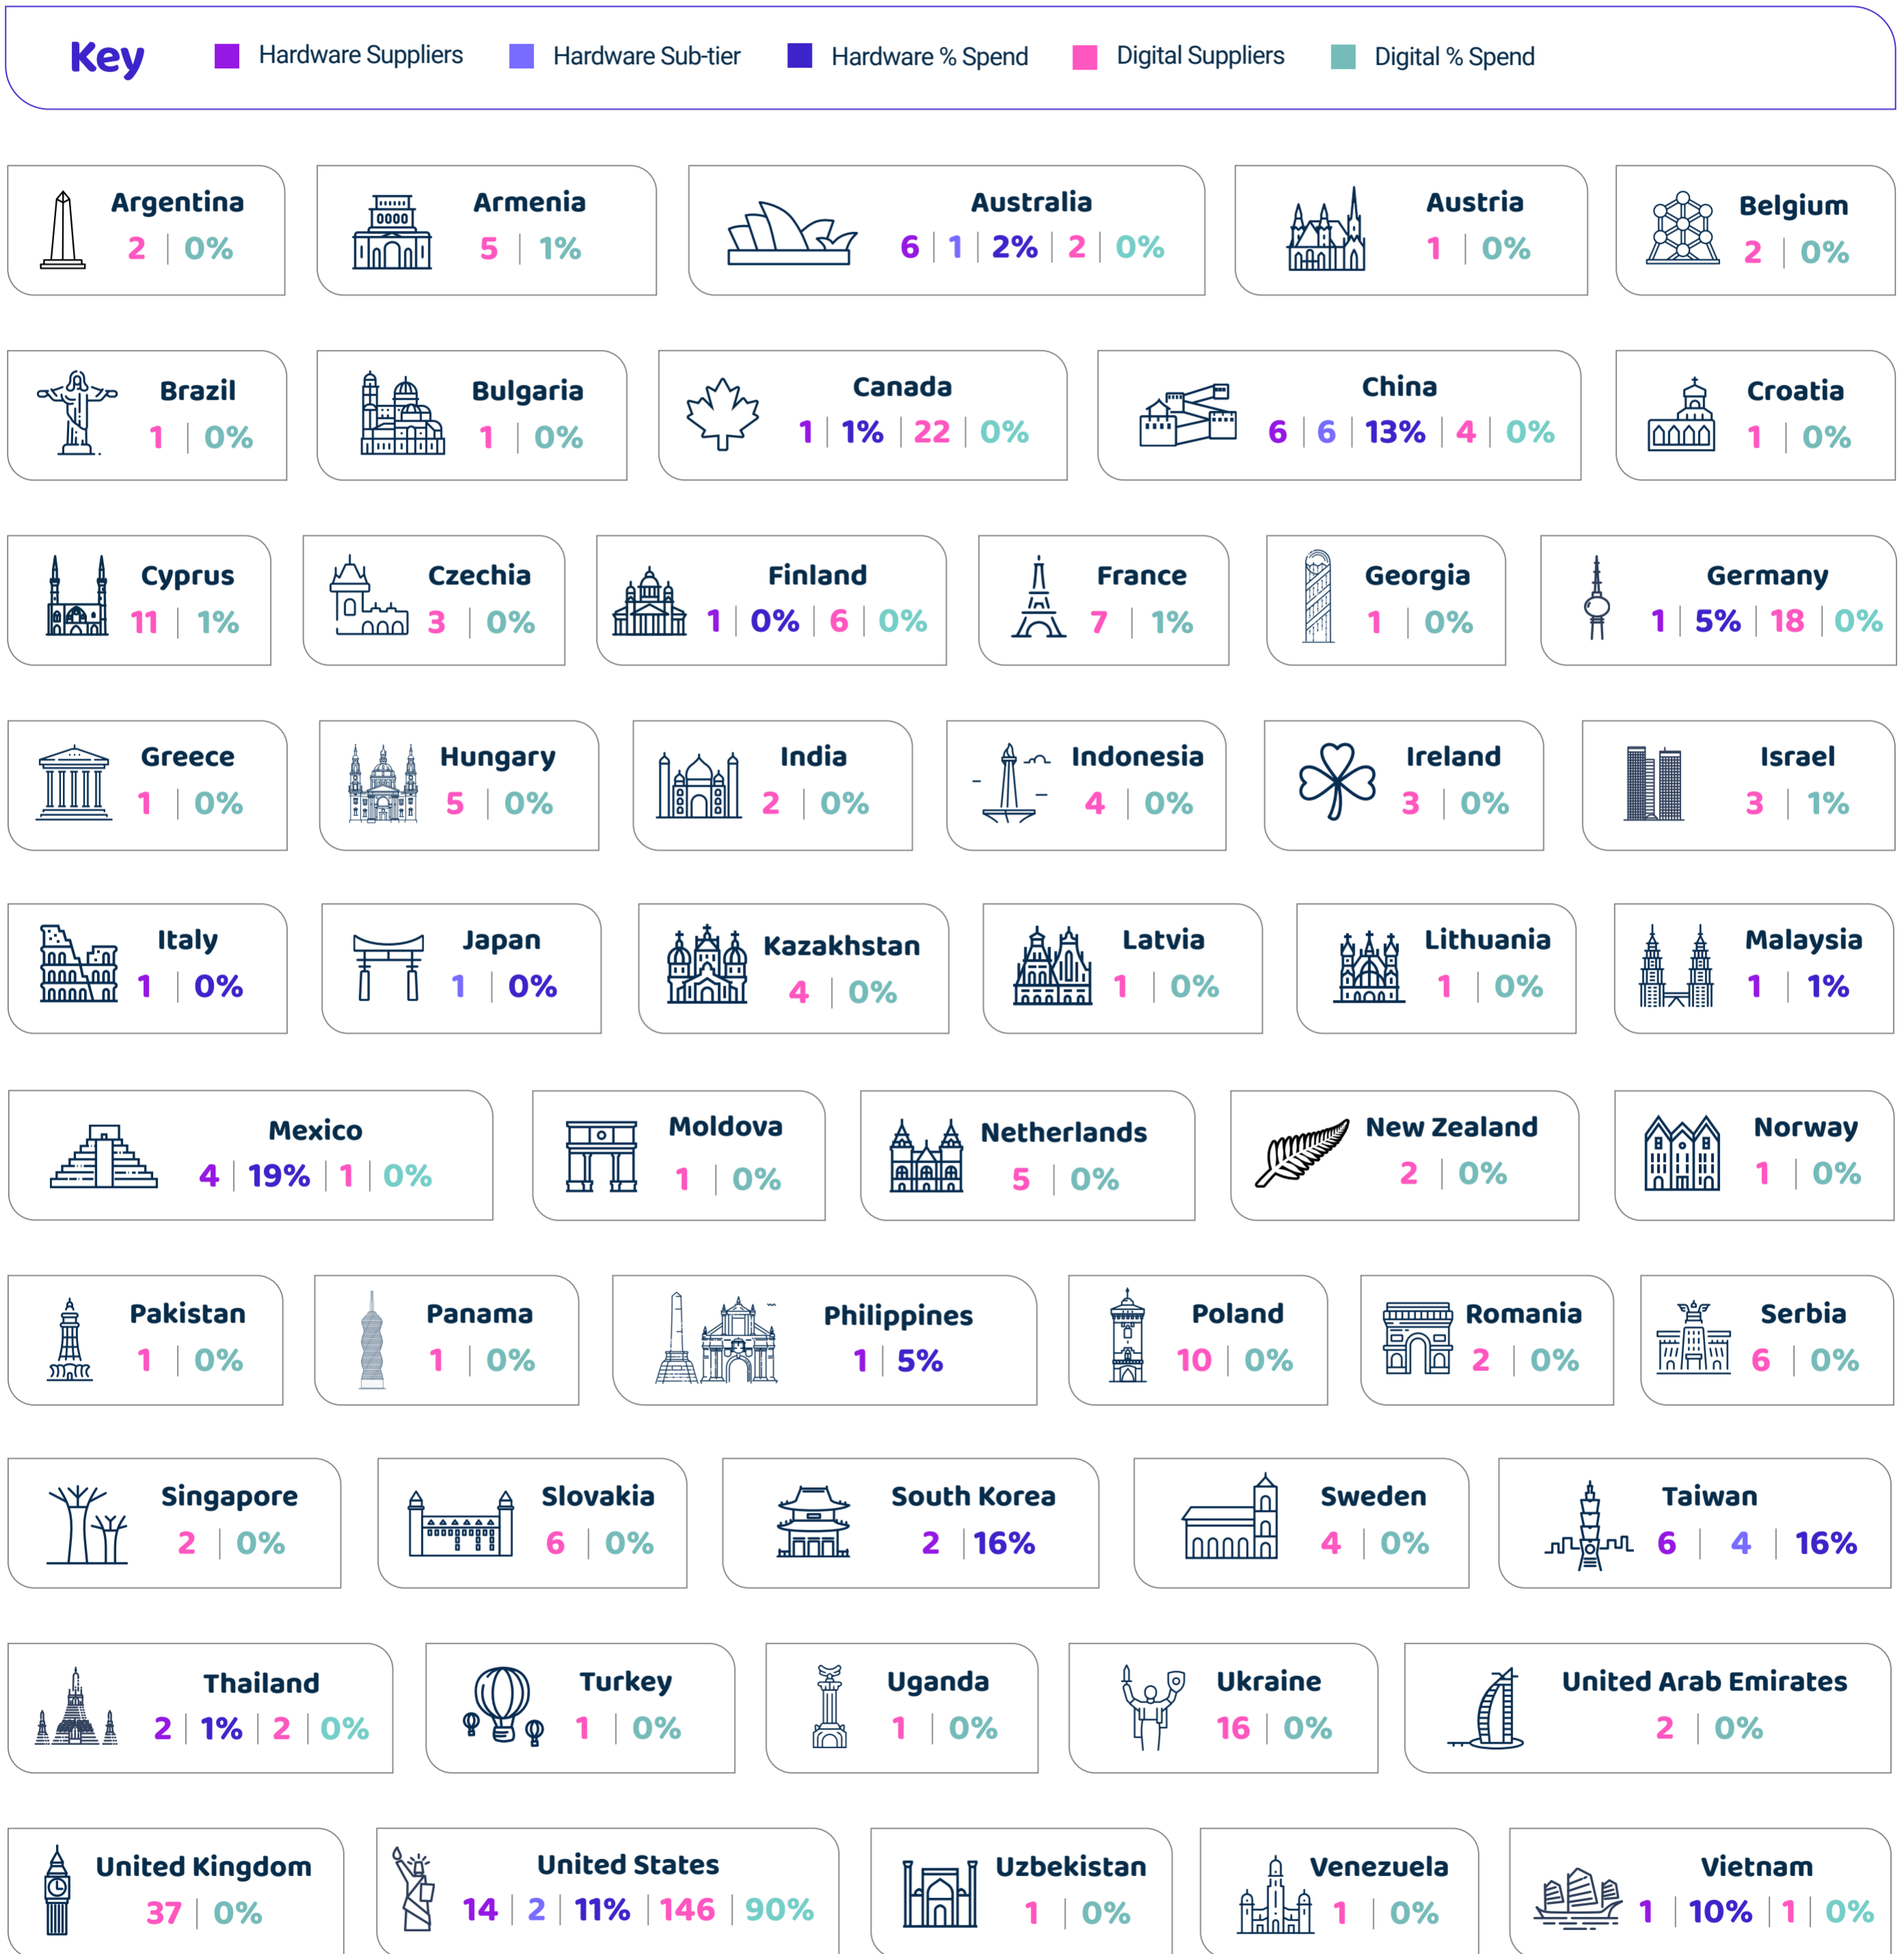 Key Hardware Suppliers Hardware Sub-tier Hardware % Spend Digital Suppliers Digital % Spend
Argentina
2 0%
Armenia
5 1%
Australia
6 1 2% 2 0%
Austria
1 0%
Belgium
2 0%
Brazil
1 0%
Bulgaria
1 0%
Canada
1 1% 22 0%
China
6 6 13% 4 0%
Croatia
1 0%
Cyprus
11 1%
Czechia
3 0%
Finland
1 0% 6 0%
France
7 1%
Georgia
1 0%
Germany
1 5% 18 0%
Greece
1 0%
Hungary
5 0%
India
2 0%
Indonesia
4 0%
Ireland
3 0%
Israel
3 1%
Italy
1 0%
Japan
1 0%
Kazakhstan
4 0%
Latvia
1 0%
Lithuania
1 0%
Malaysia
1 1%
Mexico
4 19% 1 0%
Moldova
1 0%
Netherlands
5 0%
New Zealand
2 0%
Norway
1 0%
Pakistan
1 0%
Panama
1 0%
Philippines
1 5%
Poland
10 0%
Romania
2 0%
Serbia
6 0%
Singapore
2 0%
Slovakia
6 0%
South Korea
2 16%
Sweden
4 0%
Taiwan
6 4 16%
Thailand
2 1% 2 0%
Turkey
1 0%
Uganda
1 0%
Ukraine
16 0%
United Arab Emirates
2 0%
United Kingdom
37 0%
United States
14 2 11% 146 90%
Uzbekistan
1 0%
Venezuela
1 0%
Vietnam
1 10% 1 0%